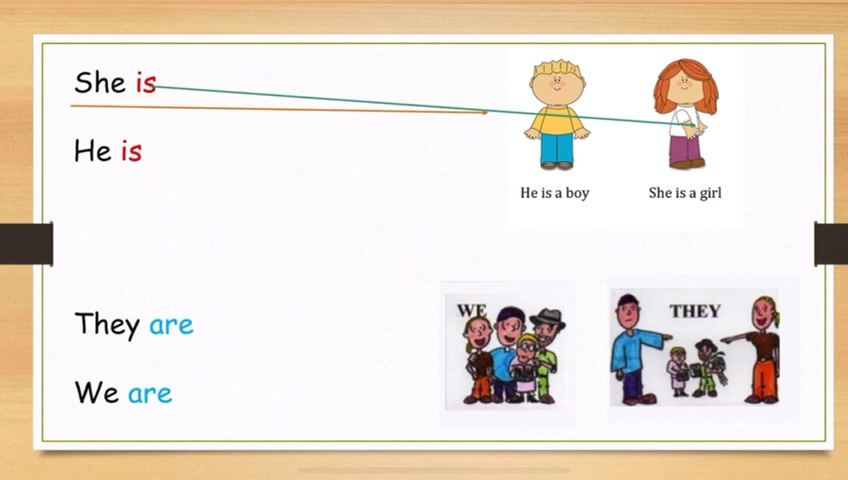 She is
He is
He is a boy
She is a girl
They are
We are
WE
THEY